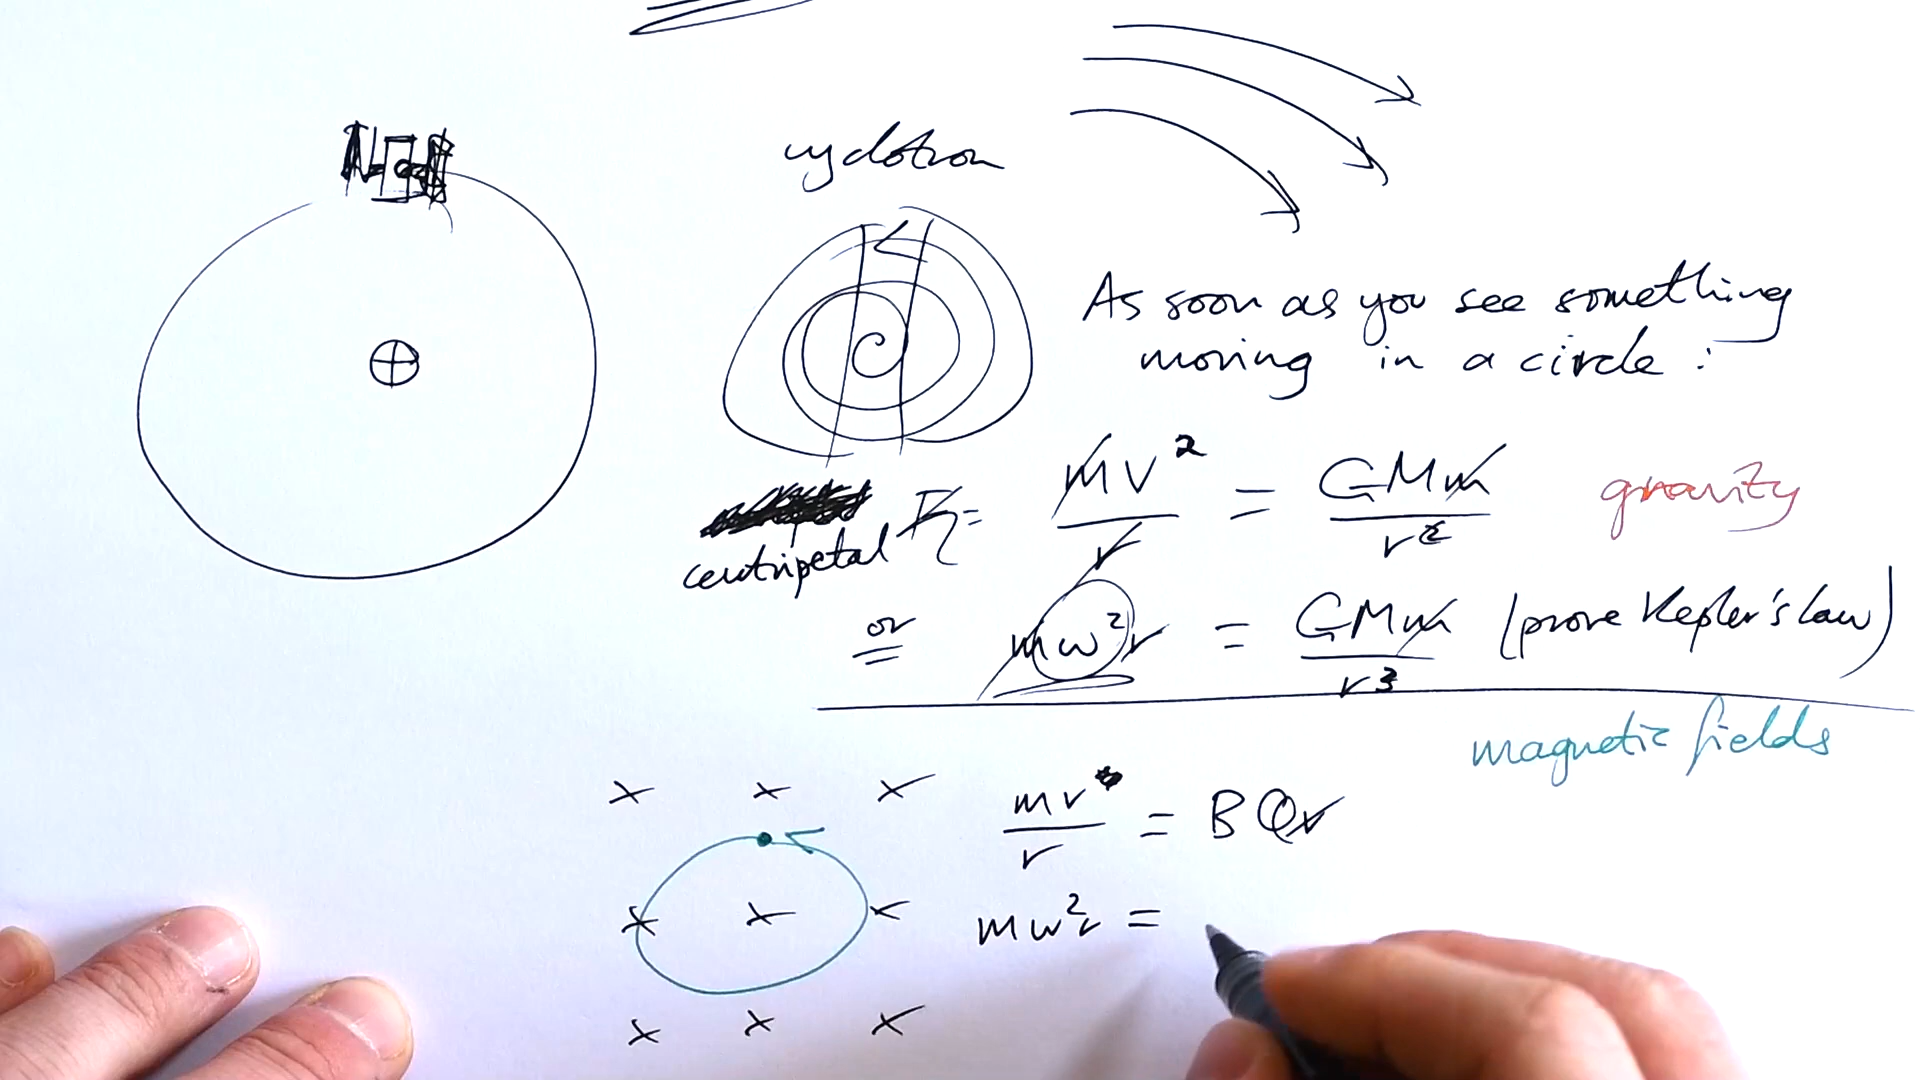 cyclotron
As soon as you see something
moving in a circle :
centripetal F = mv²/r = GMm/r² gravity
or mω²r = GMm/r³ (prove Kepler's law)
magnetic fields
mv/r = BQv
mω²r =